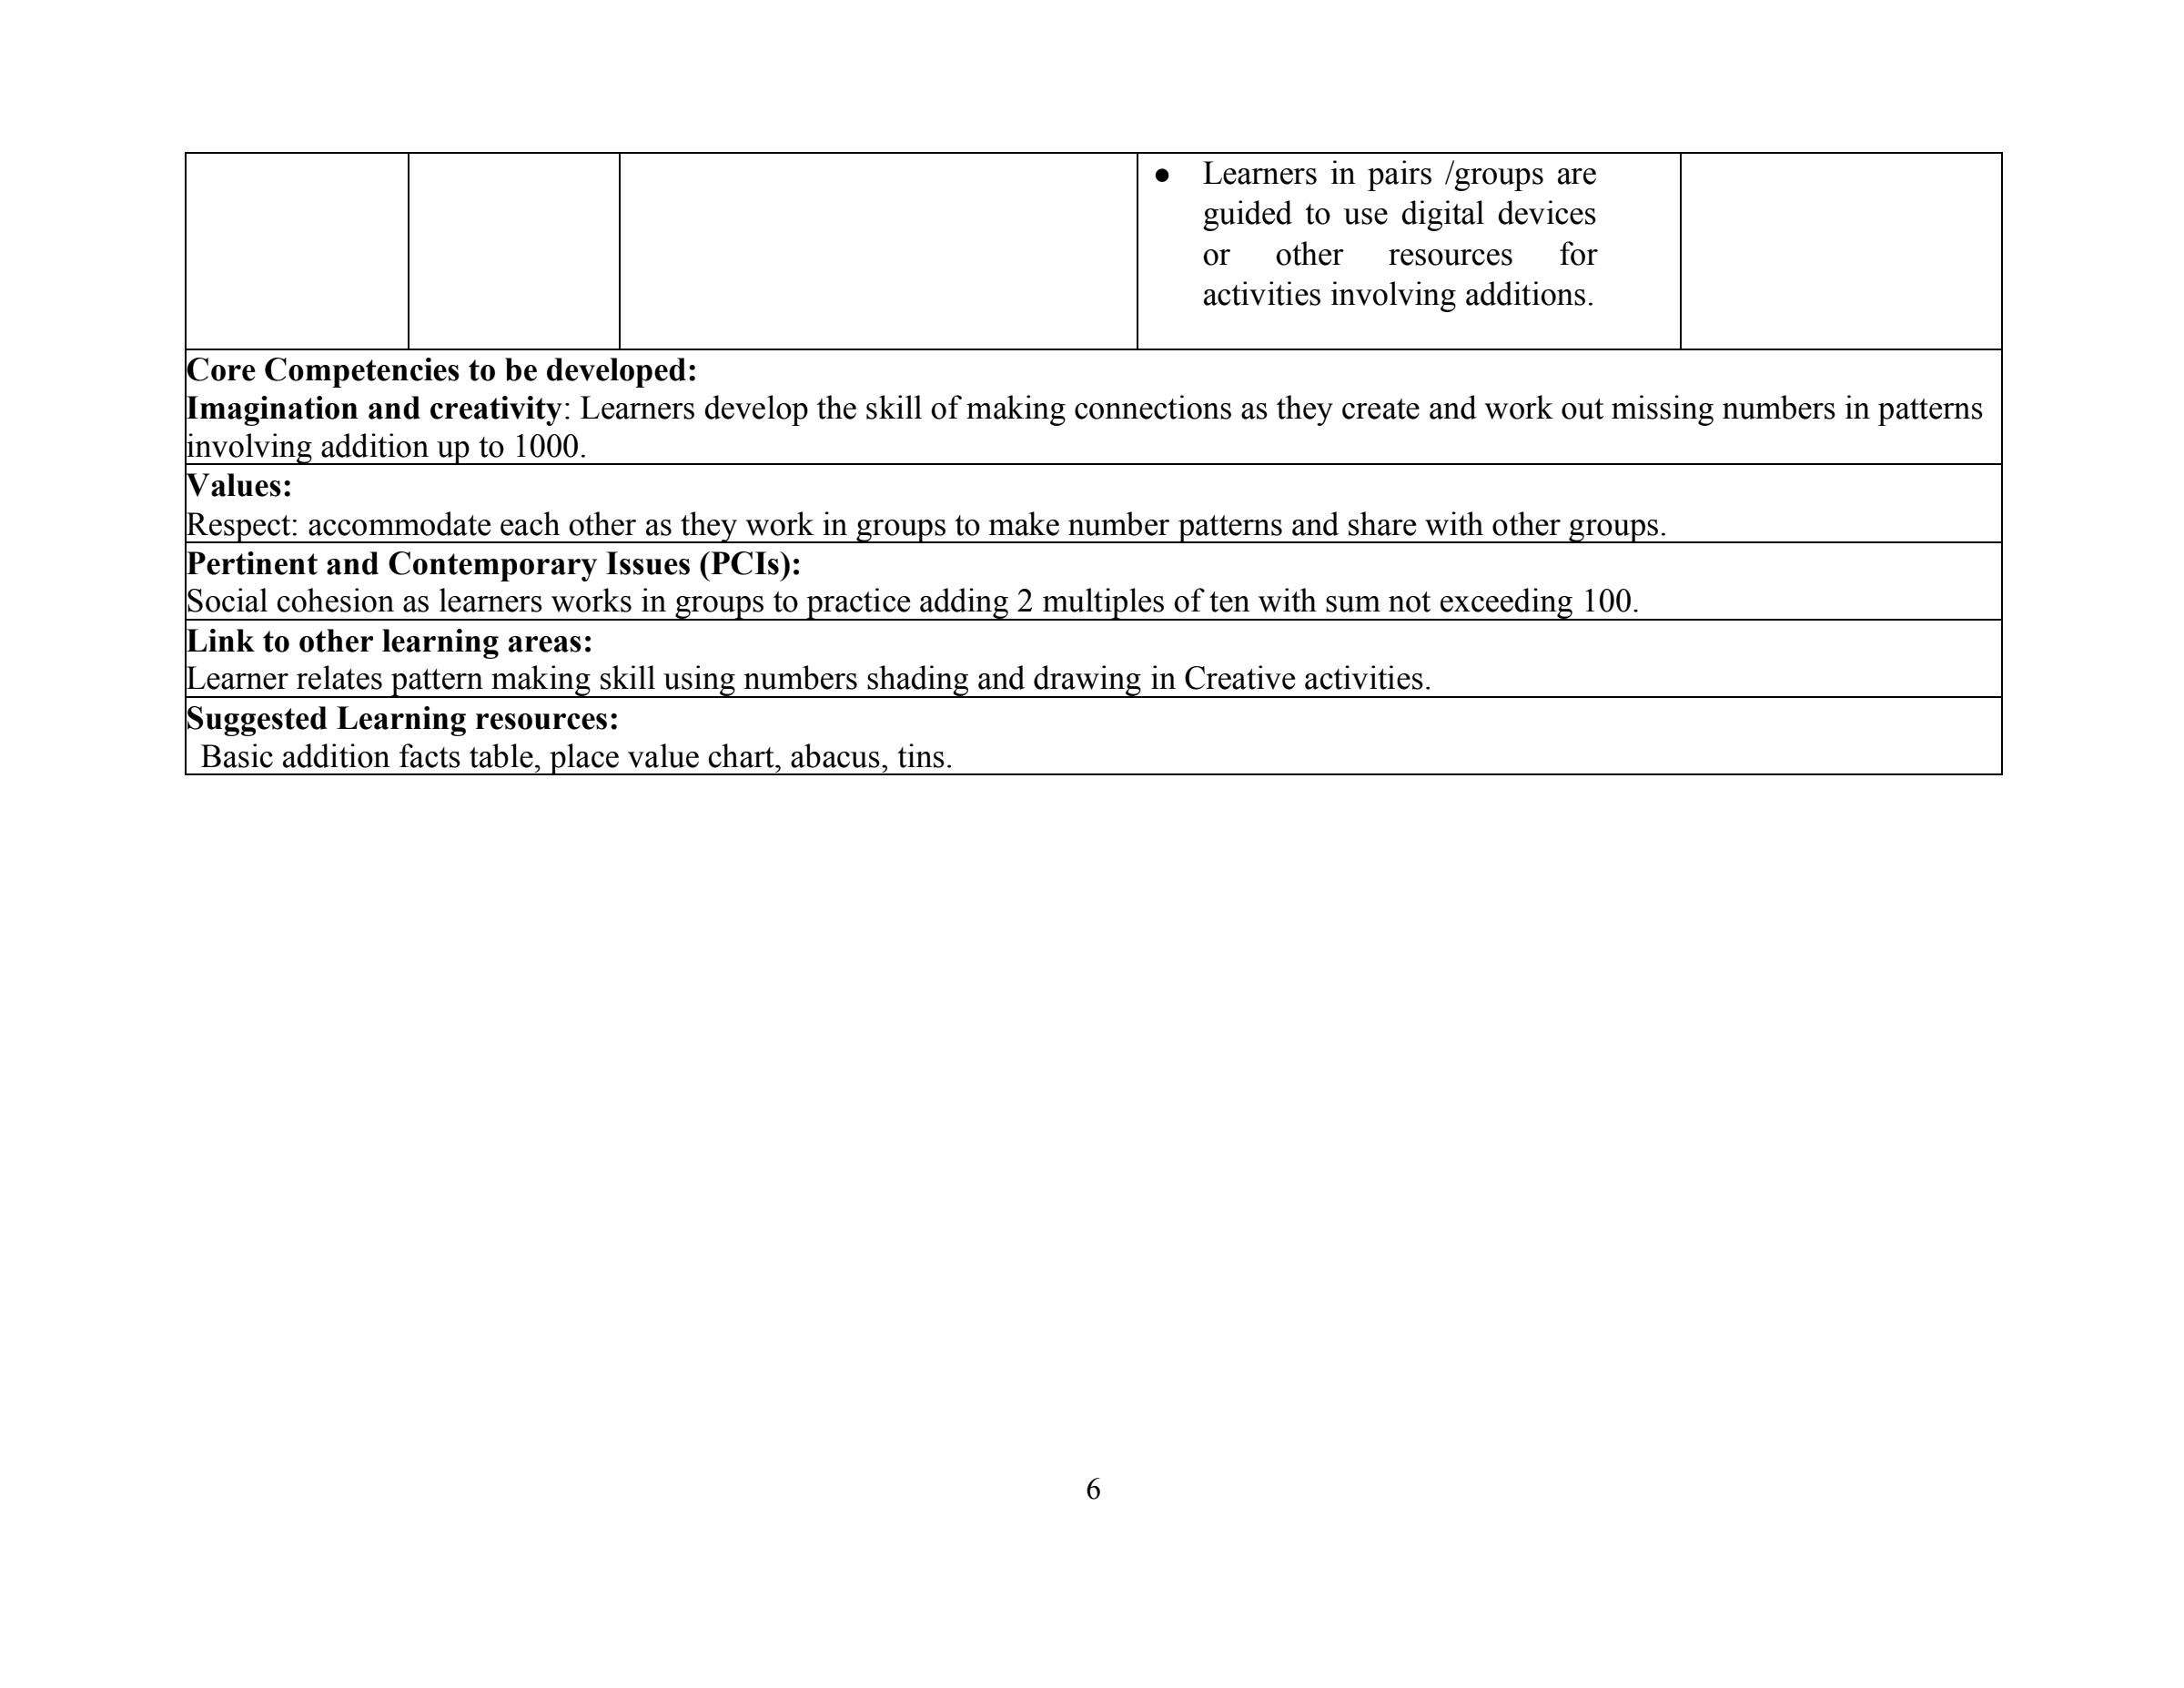 • Learners in pairs /groups are
guided to use digital devices
or other resources for
activities involving additions.
Core Competencies to be developed:
Imagination and creativity: Learners develop the skill of making connections as they create and work out missing numbers in patterns
involving addition up to 1000.
Values:
Respect: accommodate each other as they work in groups to make number patterns and share with other groups.
Pertinent and Contemporary Issues (PCIs):
Social cohesion as learners works in groups to practice adding 2 multiples of ten with sum not exceeding 100.
Link to other learning areas:
Learner relates pattern making skill using numbers shading and drawing in Creative activities.
Suggested Learning resources:
Basic addition facts table, place value chart, abacus, tins.
6